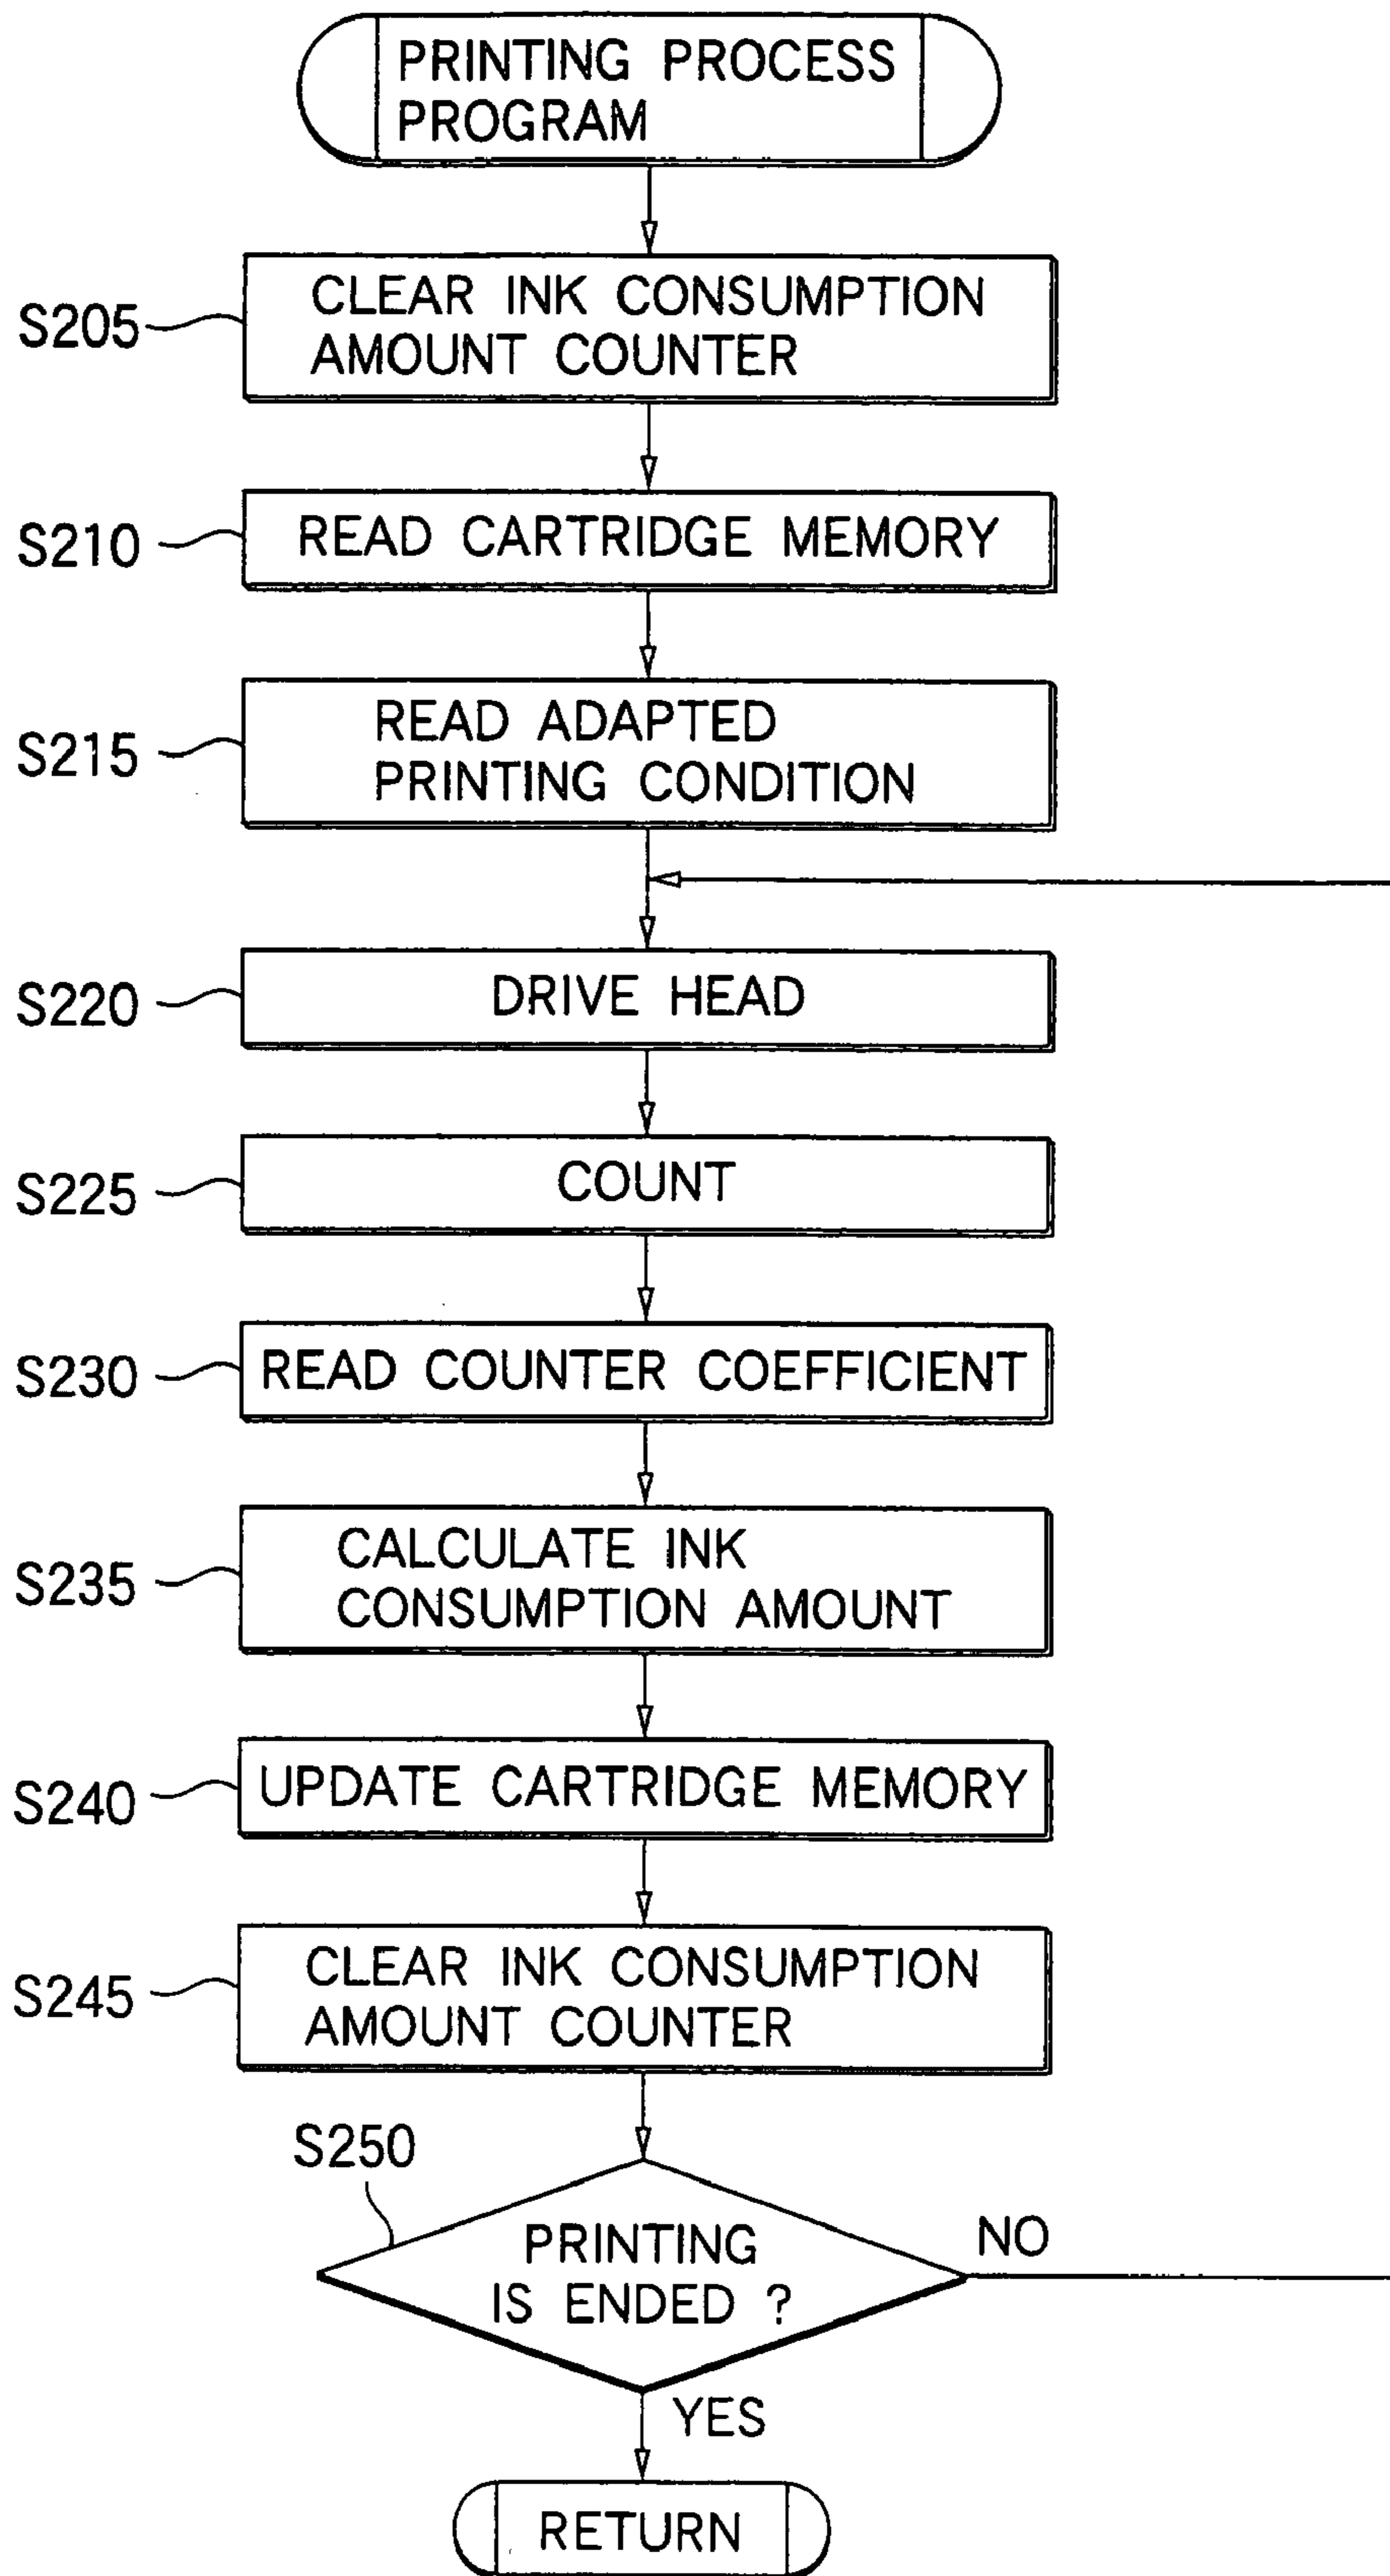 PRINTING PROCESS
PROGRAM
S205
CLEAR INK CONSUMPTION
AMOUNT COUNTER
S210
READ CARTRIDGE MEMORY
S215
READ ADAPTED
PRINTING CONDITION
S220
DRIVE HEAD
S225
COUNT
S230
READ COUNTER COEFFICIENT
S235
CALCULATE INK
CONSUMPTION AMOUNT
S240
UPDATE CARTRIDGE MEMORY
S245
CLEAR INK CONSUMPTION
AMOUNT COUNTER
S250
PRINTING
IS ENDED ?
NO
YES
RETURN